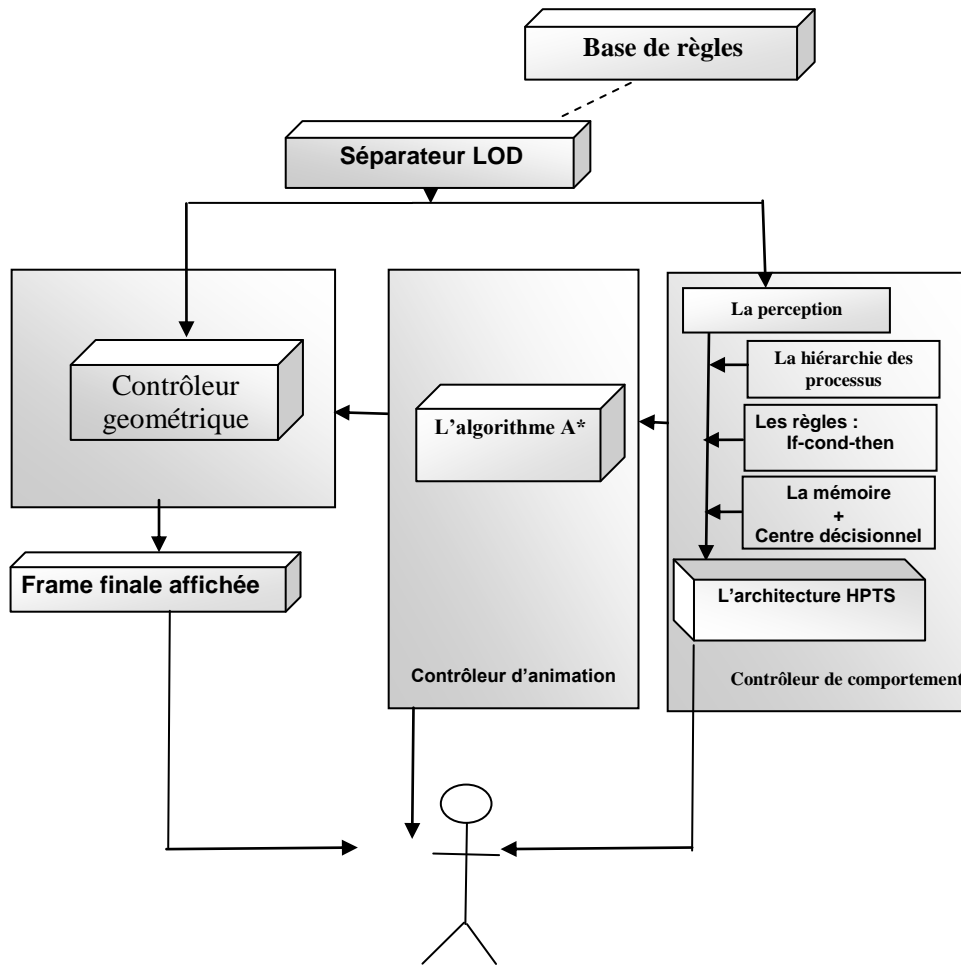 Base de règles
Séparateur LOD
Contrôleur
geométrique
Frame finale affichée
L'algorithme A*
Contrôleur d'animation
La perception
La hiérarchie des
processus
Les règles :
If-cond-then
La mémoire
+
Centre décisionnel
L'architecture HPTS
Contrôleur de comportement